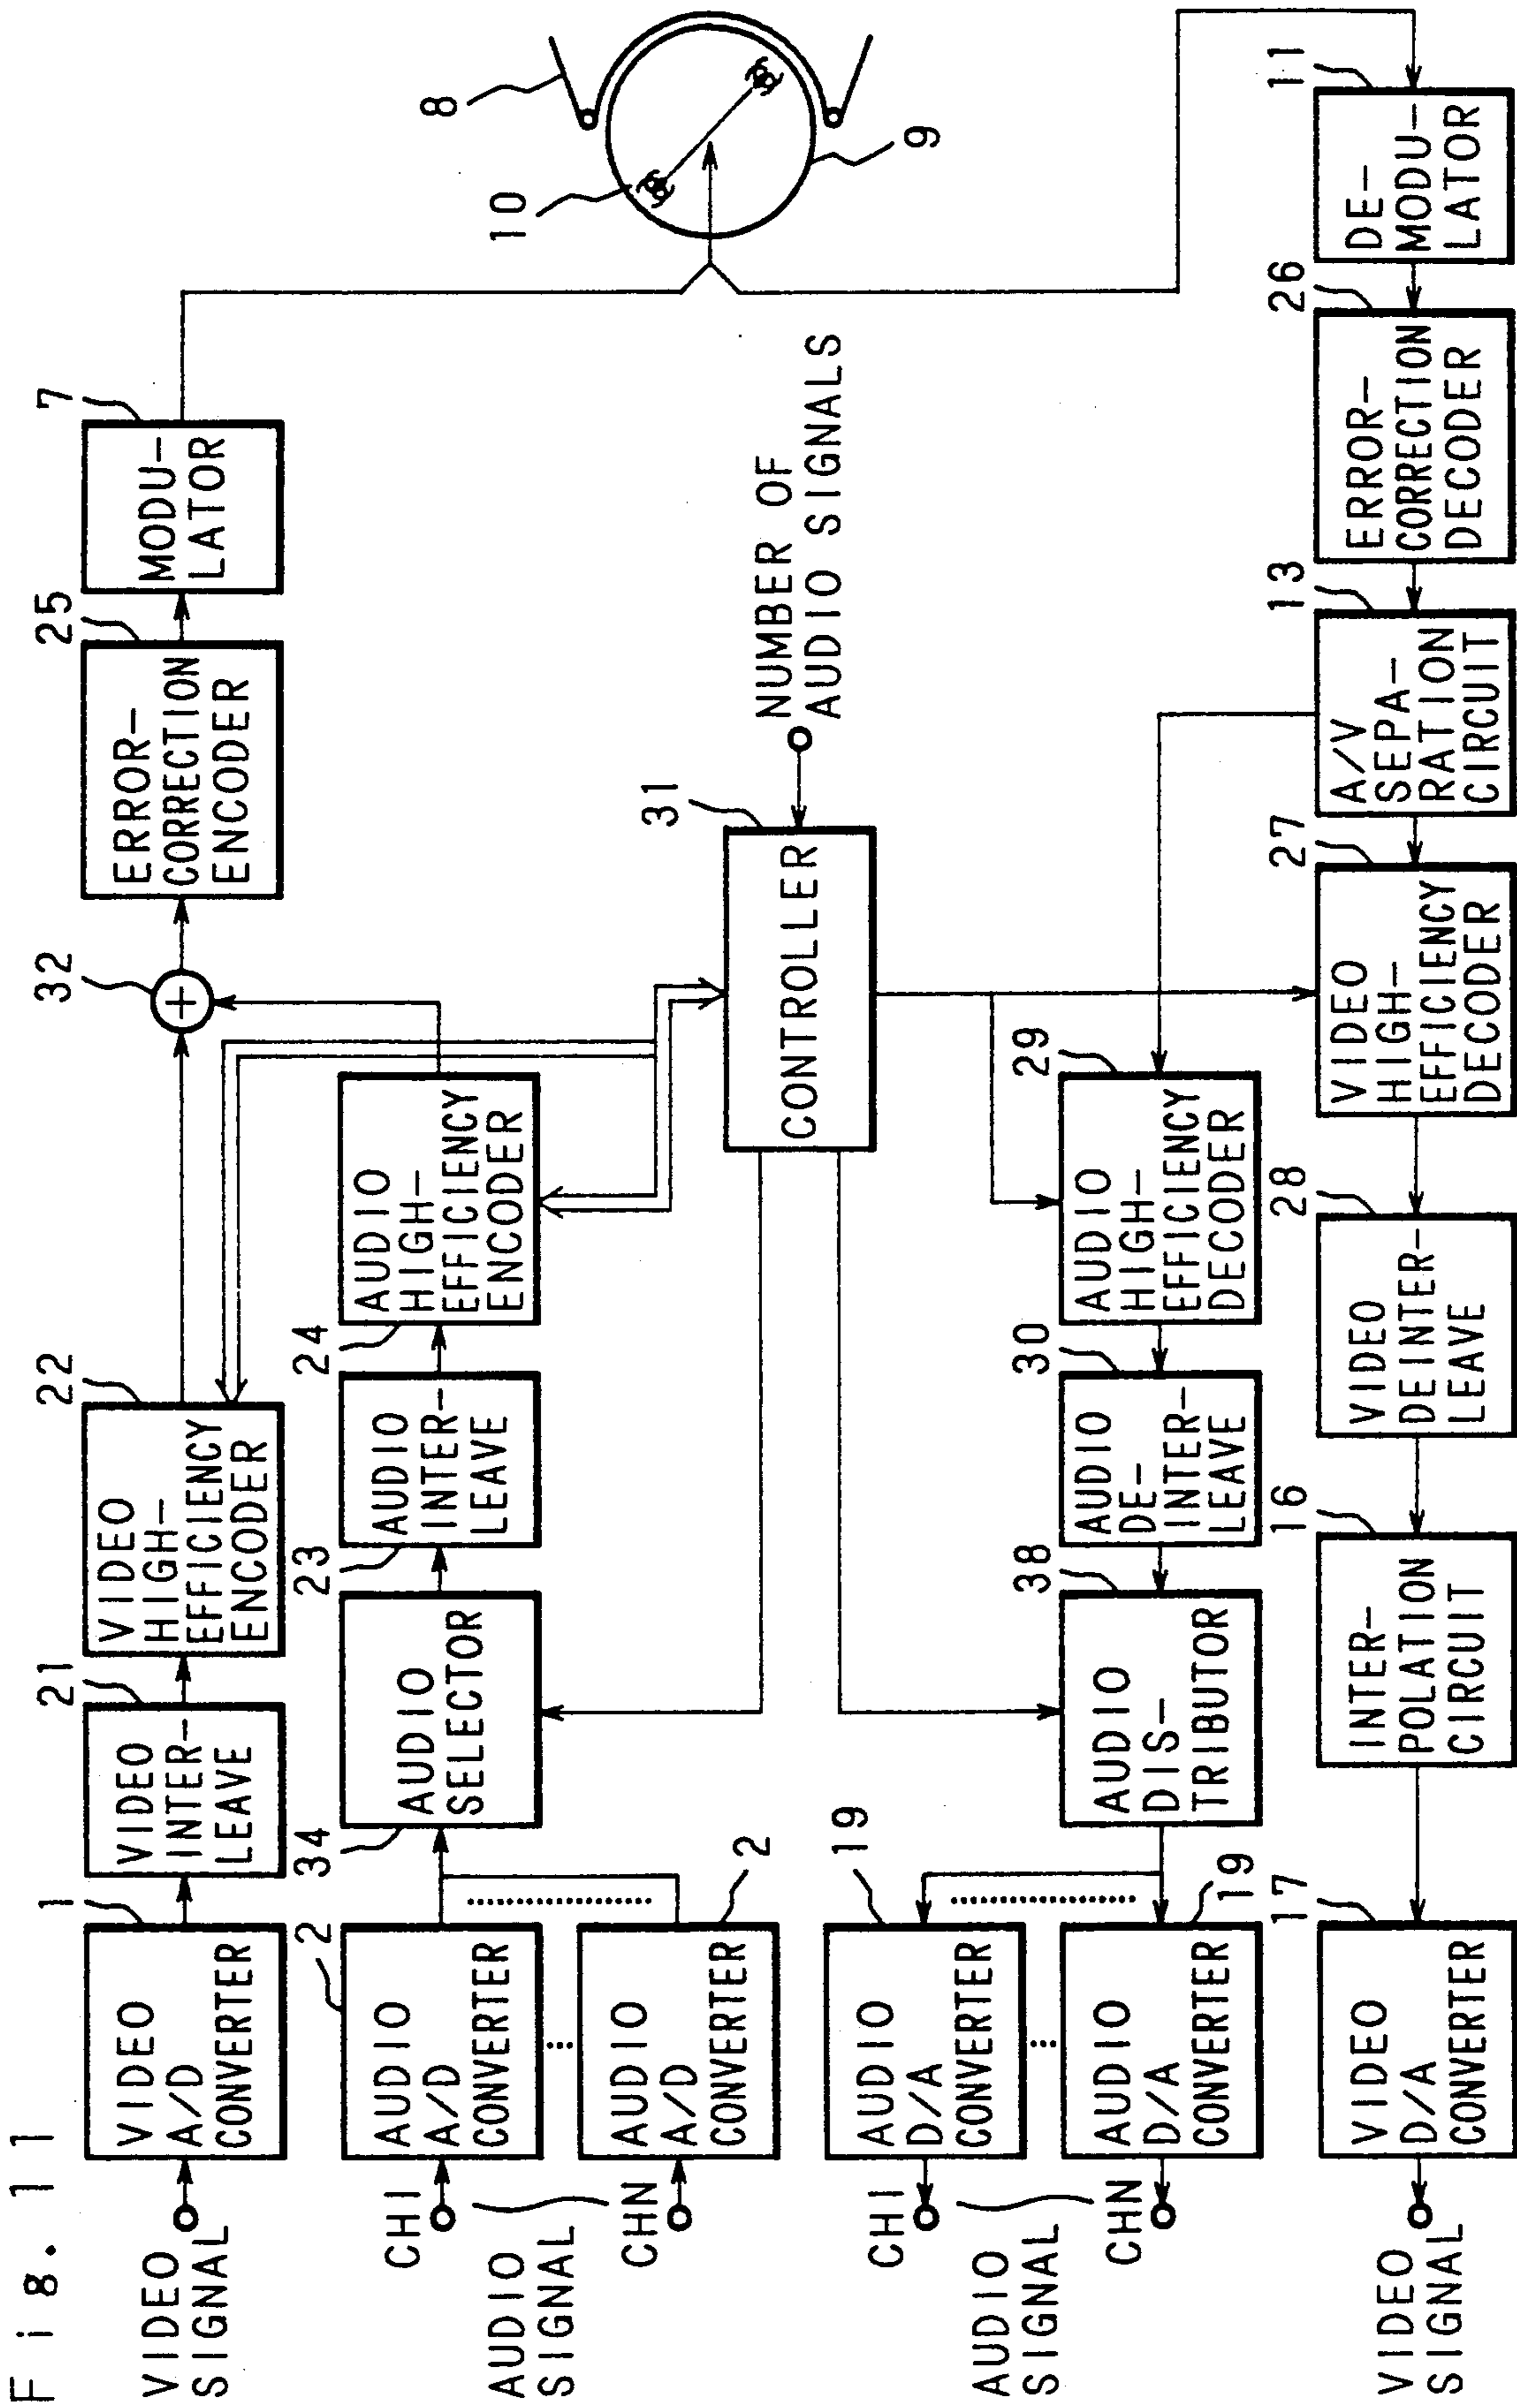 Fig. 11
VIDEO
SIGNAL
1
VIDEO
A/D
CONVERTER
21
VIDEO
INTER-
LEAVE
22
VIDEO
HIGH-
EFFICIENCY
ENCODER
32
+
25
ERROR-
CORRECTION
ENCODER
7
MODU-
LATOR
AUDIO
SIGNAL
CHI
CHN
2
AUDIO
A/D
CONVERTER
2
AUDIO
A/D
CONVERTER
34
AUDIO
SELECTOR
23
AUDIO
INTER-
LEAVE
24
AUDIO
HIGH-
EFFICIENCY
ENCODER
31
CONTROLLER
NUMBER OF
AUDIO SIGNALS
8
9
10
AUDIO
SIGNAL
CHI
CHN
19
AUDIO
D/A
CONVERTER
19
AUDIO
D/A
CONVERTER
38
AUDIO
DIS-
TRIBUTOR
30
AUDIO
DE-
INTER-
LEAVE
29
AUDIO
HIGH-
EFFICIENCY
DECODER
VIDEO
SIGNAL
17
VIDEO
D/A
CONVERTER
16
INTER-
POLATION
CIRCUIT
28
VIDEO
DEINTER-
LEAVE
27
VIDEO
HIGH-
EFFICIENCY
DECODER
13
A/V
SEPA-
RATION
CIRCUIT
26
ERROR-
CORRECTION
DECODER
11
DE-
MODU-
LATOR